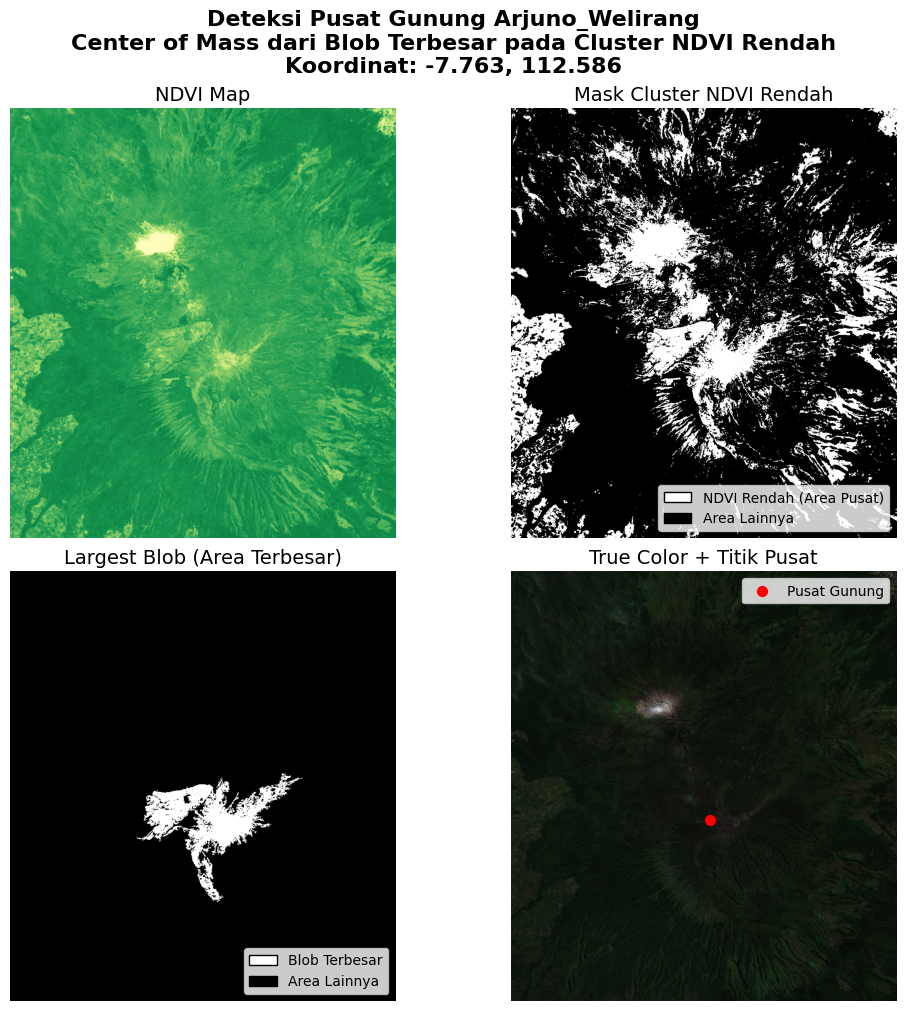 Deteksi Pusat Gunung Arjuno_Welirang
Center of Mass dari Blob Terbesar pada Cluster NDVI Rendah
Koordinat: -7.763, 112.586
NDVI Map
Mask Cluster NDVI Rendah
NDVI Rendah (Area Pusat)
Area Lainnya
Largest Blob (Area Terbesar)
True Color + Titik Pusat
Blob Terbesar
Area Lainnya
Pusat Gunung